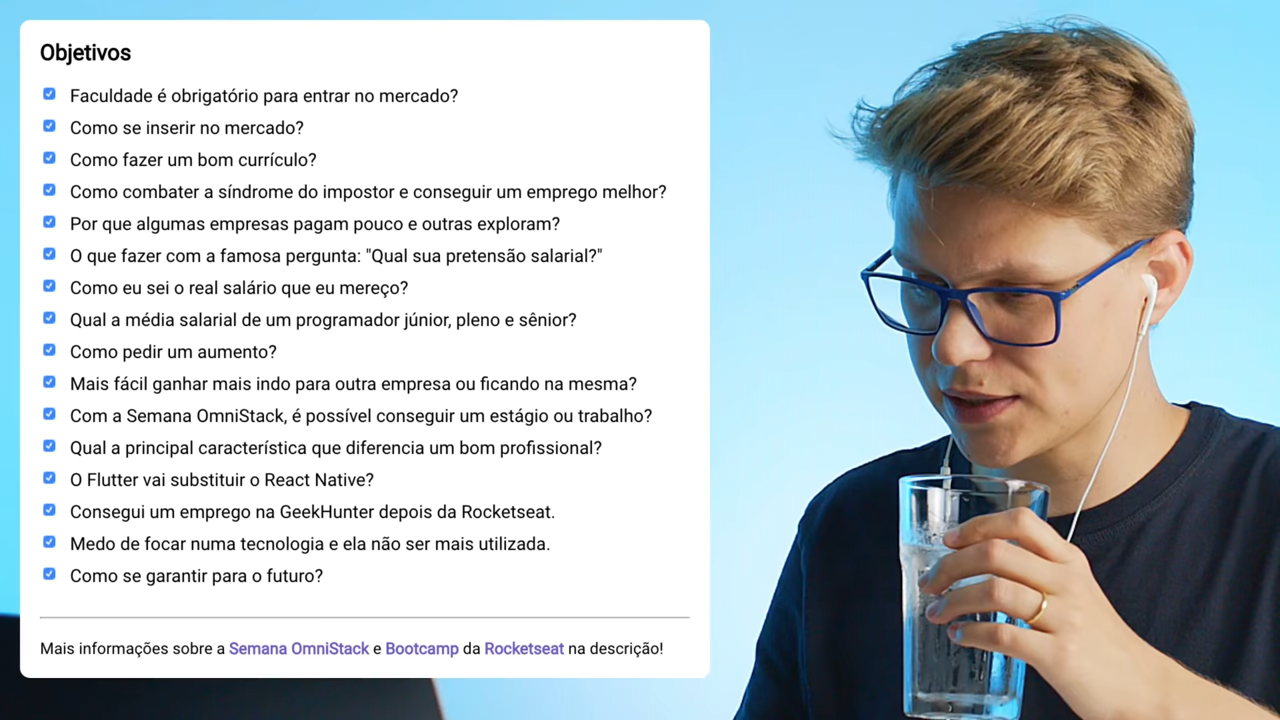 Objetivos
Faculdade é obrigatório para entrar no mercado?
Como se inserir no mercado?
Como fazer um bom currículo?
Como combater a síndrome do impostor e conseguir um emprego melhor?
Por que algumas empresas pagam pouco e outras exploram?
O que fazer com a famosa pergunta: "Qual sua pretensão salarial?"
Como eu sei o real salário que eu mereço?
Qual a média salarial de um programador júnior, pleno e sênior?
Como pedir um aumento?
Mais fácil ganhar mais indo para outra empresa ou ficando na mesma?
Com a Semana OmniStack, é possível conseguir um estágio ou trabalho?
Qual a principal característica que diferencia um bom profissional?
O Flutter vai substituir o React Native?
Consegui um emprego na GeekHunter depois da Rocketseat.
Medo de focar numa tecnologia e ela não ser mais utilizada.
Como se garantir para o futuro?
Mais informações sobre a Semana OmniStack e Bootcamp da Rocketseat na descrição!